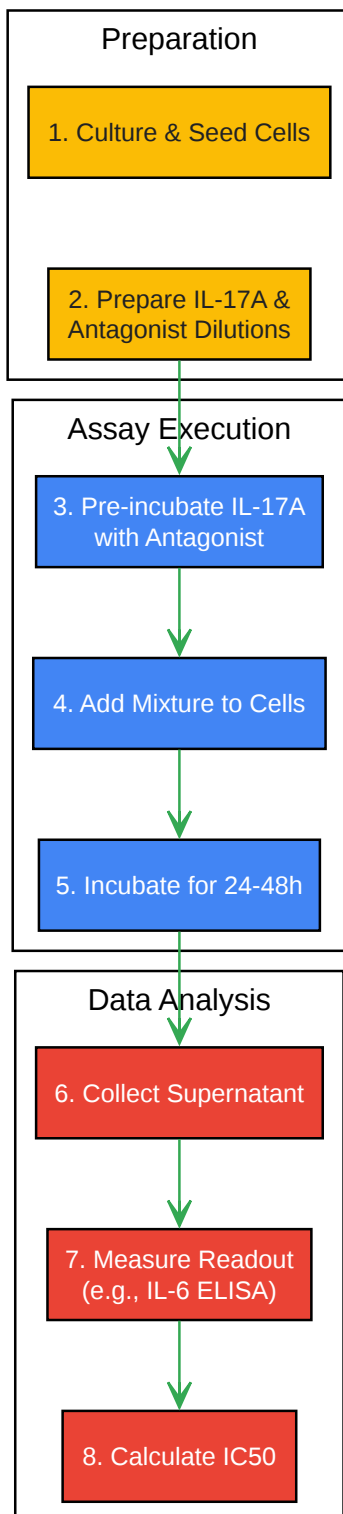 Preparation
1. Culture & Seed Cells
2. Prepare IL-17A &
Antagonist Dilutions
Assay Execution
3. Pre-incubate IL-17A
with Antagonist
4. Add Mixture to Cells
5. Incubate for 24-48h
Data Analysis
6. Collect Supernatant
7. Measure Readout
(e.g., IL-6 ELISA)
8. Calculate IC50